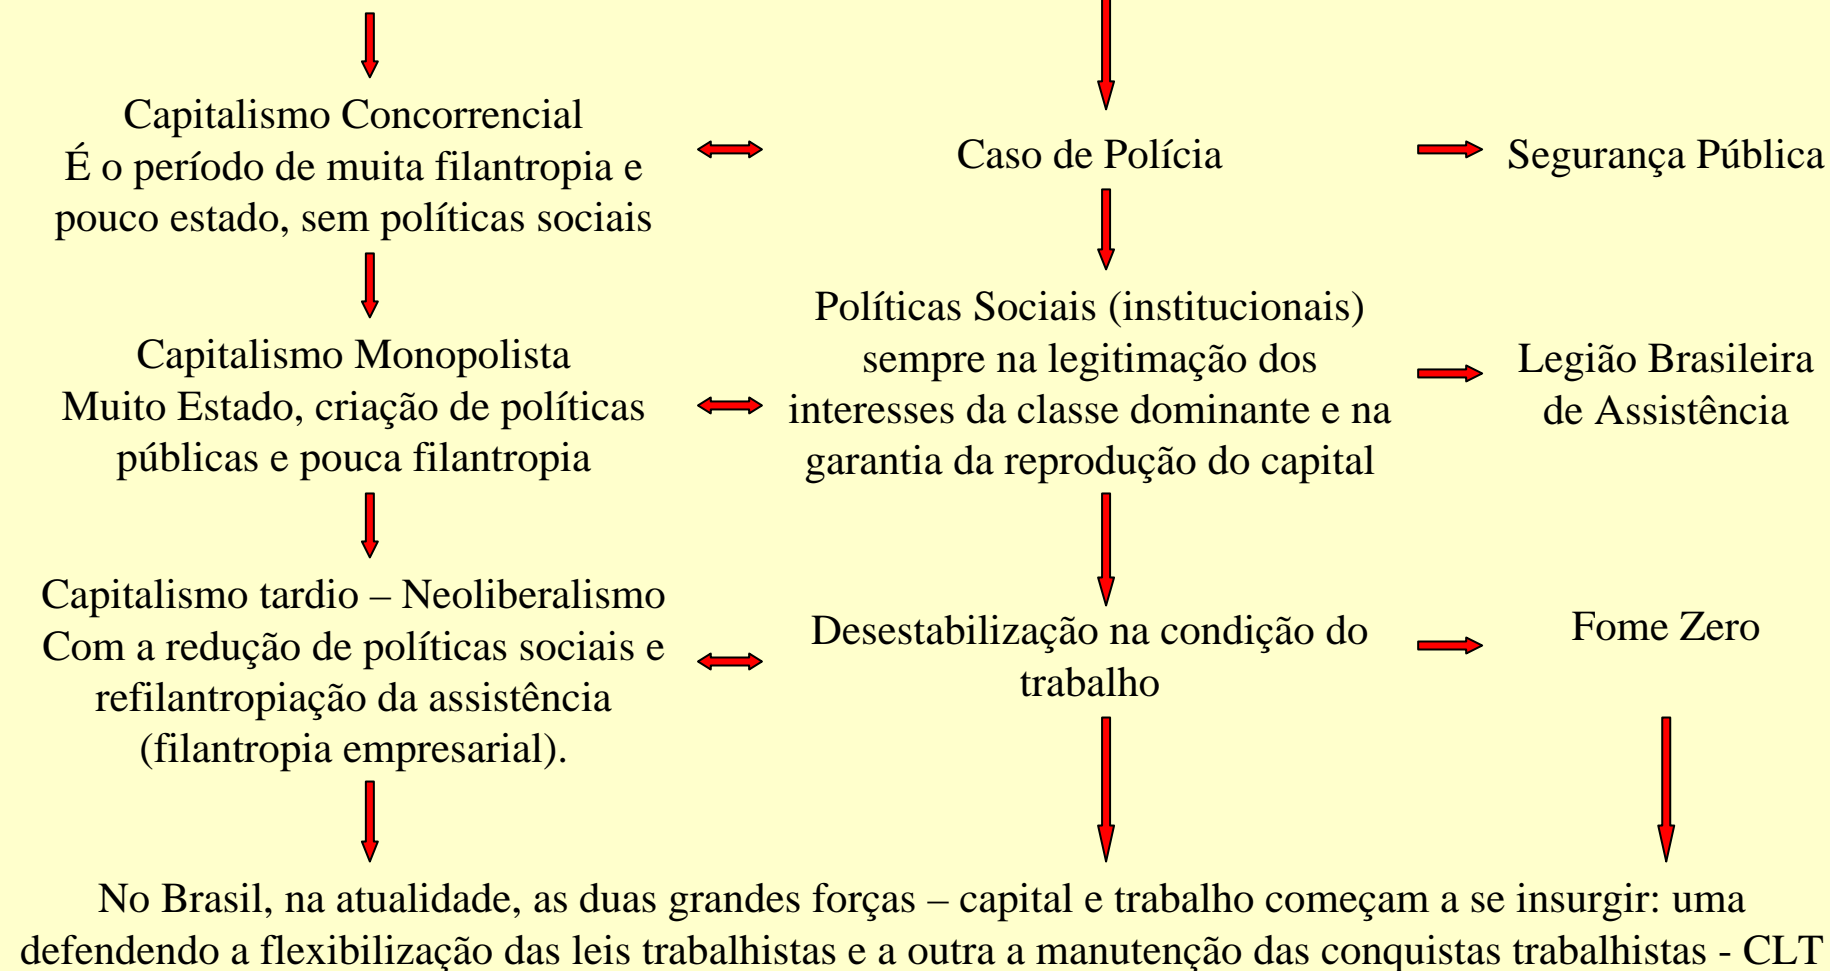 Capitalismo Concorrencial
É o período de muita filantropia e
pouco estado, sem políticas sociais
Caso de Polícia
Segurança Pública
Capitalismo Monopolista
Muito Estado, criação de políticas
públicas e pouca filantropia
Políticas Sociais (institucionais)
sempre na legitimação dos
interesses da classe dominante e na
garantia da reprodução do capital
Legião Brasileira
de Assistência
Capitalismo tardio – Neoliberalismo
Com a redução de políticas sociais e
refilantropiação da assistência
(filantropia empresarial).
Desestabilização na condição do
trabalho
Fome Zero
No Brasil, na atualidade, as duas grandes forças – capital e trabalho começam a se insurgir: uma
defendendo a flexibilização das leis trabalhistas e a outra a manutenção das conquistas trabalhistas - CLT